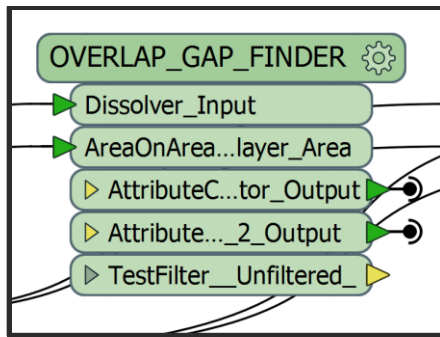 OVERLAP_GAP_FINDER
Dissolver_Input
AreaOnArea...layer_Area
AttributeC...tor_Output
Attribute..._2_Output
TestFilter__Unfiltered_